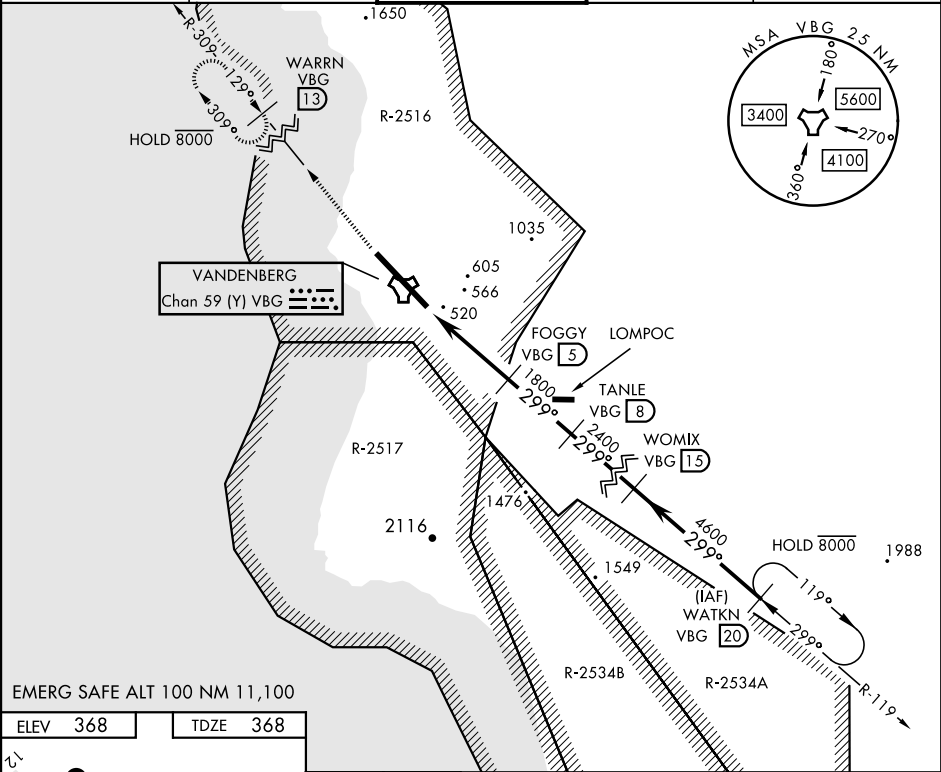 1650
R-309
129°
309°
WARRN
VBG
13
HOLD 8000
R-2516
MSA VBG 25 NM
180°
5600
3400
270°
4100
360°
1035
605
566
520
VANDENBERG
Chan 59 (Y) VBG
FOGGY
VBG 5
LOMPOC
1800
299°
TANLE
VBG 8
2400
299°
WOMIX
VBG 15
R-2517
1476
2116
4600
299°
HOLD 8000
1988
1549
119°
(IAF)
WATKN
VBG 20
299°
R-2534B
R-2534A
R-119
EMERG SAFE ALT 100 NM 11,100
ELEV 368
TDZE 368
12